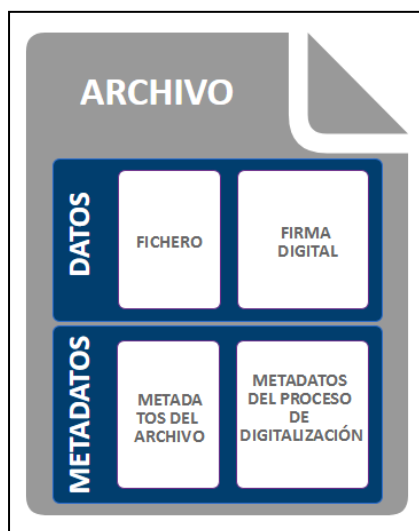 ARCHIVO
DATOS
FICHERO
FIRMA
DIGITAL
METADATOS
METADA
TOS DEL
ARCHIVO
METADATOS
DEL PROCESO
DE
DIGITALIZACIÓN